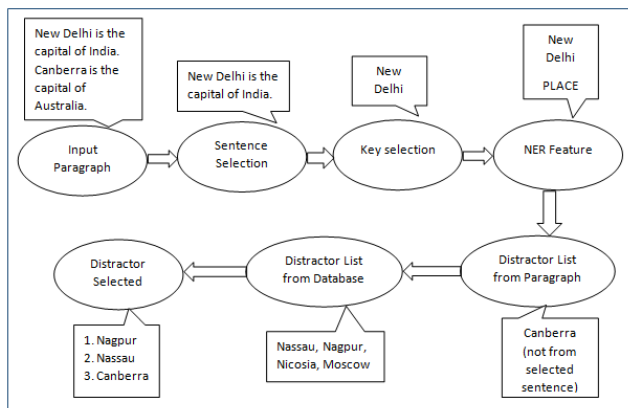 New Delhi is the
capital of India.
Canberra is the
capital of
Australia.
New Delhi is the
capital of India.
New
Delhi
New
Delhi
PLACE
Input
Paragraph
Sentence
Selection
Key selection
NER Feature
Distractor
Selected
Distractor List
from Database
Distractor List
from Paragraph
1. Nagpur
2. Nassau
3. Canberra
Nassau, Nagpur,
Nicosia, Moscow
Canberra
(not from
selected
sentence)